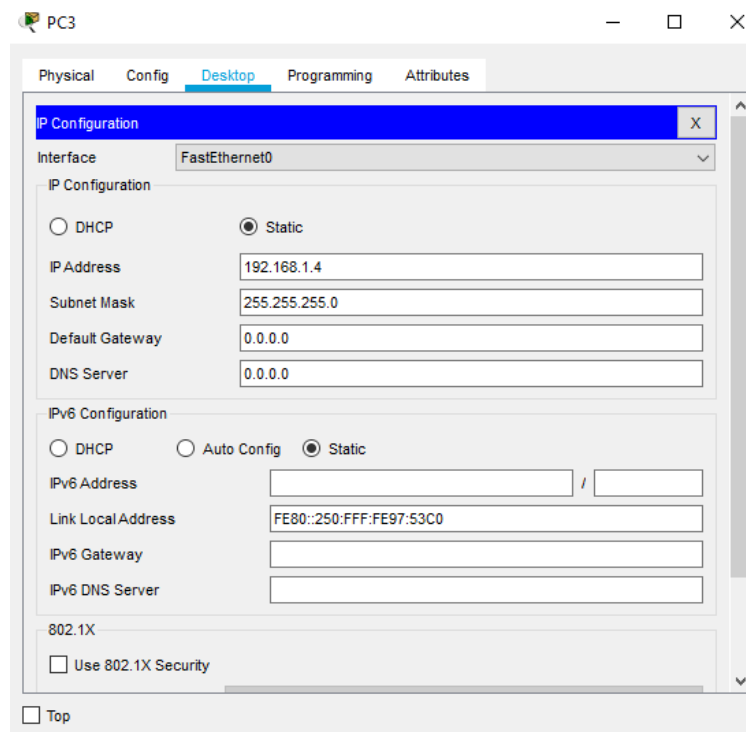 PC3
Physical Config Desktop Programming Attributes
IP Configuration X
Interface FastEthernet0
IP Configuration
DHCP Static
IP Address 192.168.1.4
Subnet Mask 255.255.255.0
Default Gateway 0.0.0.0
DNS Server 0.0.0.0
IPv6 Configuration
DHCP Auto Config Static
IPv6 Address /
Link Local Address FE80::250:FFF:FE97:53C0
IPv6 Gateway
IPv6 DNS Server
802.1X
Use 802.1X Security
Top